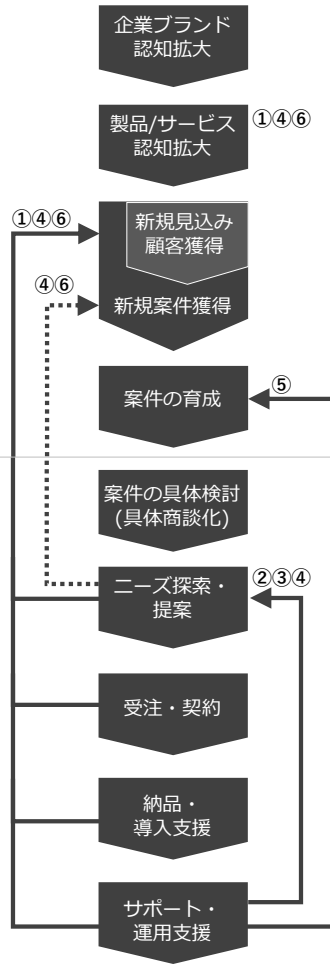 企業ブランド
認知拡大
製品/サービス
認知拡大
①④⑥
①④⑥
新規見込み
顧客獲得
④⑥
新規案件獲得
⑤
案件の育成
案件の具体検討
(具体商談化)
ニーズ探索・
提案
②③④
受注・契約
納品・
導入支援
サポート・
運用支援